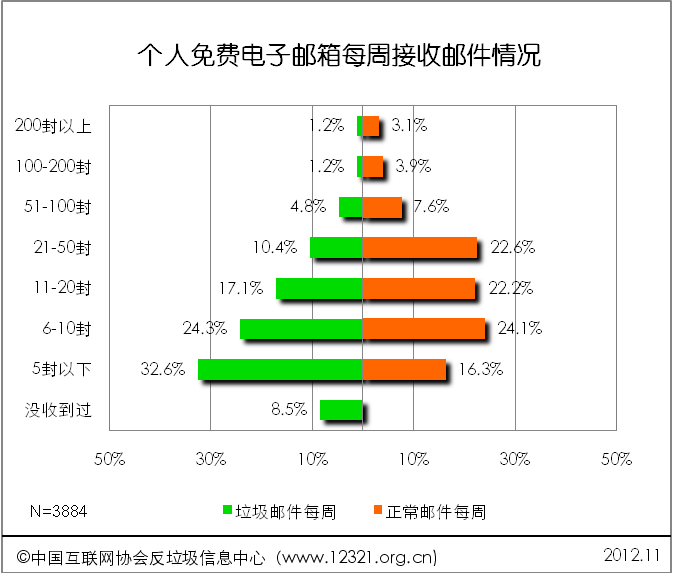 个人免费电子邮箱每周接收邮件情况
200封以上 1.2% 3.1%
100-200封 1.2% 3.9%
51-100封 4.8% 7.6%
21-50封 10.4% 22.6%
11-20封 17.1% 22.2%
6-10封 24.3% 24.1%
5封以下 32.6% 16.3%
没收到过 8.5%
50% 30% 10% 10% 30% 50%
N=3884 垃圾邮件每周 正常邮件每周
©中国互联网协会反垃圾信息中心（www.12321.org.cn) 2012.11